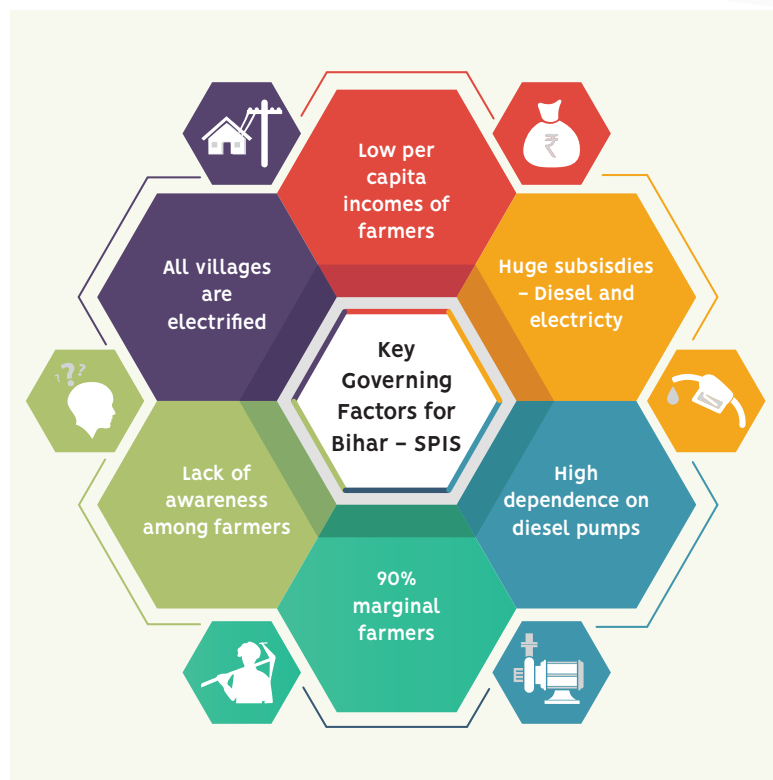 Low per
capita
incomes of
farmers
Huge subsisdies
– Diesel and
electricty
High
dependence on
diesel pumps
90%
marginal
farmers
Lack of
awareness
among farmers
All villages
are
electrified
Key
Governing
Factors for
Bihar – SPIS
₹
? ? ?